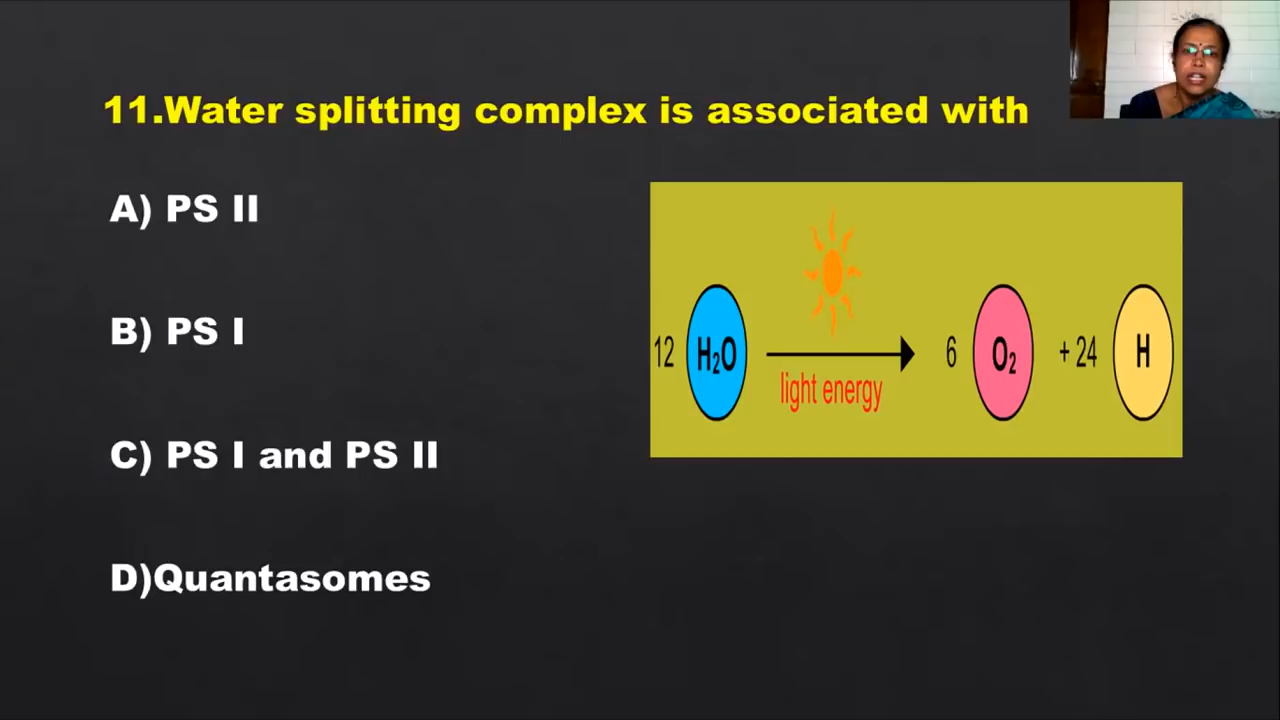 11.Water splitting complex is associated with
A) PS II
B) PS I
C) PS I and PS II
D)Quantasomes
12 H₂O light energy 6 O₂ + 24 H